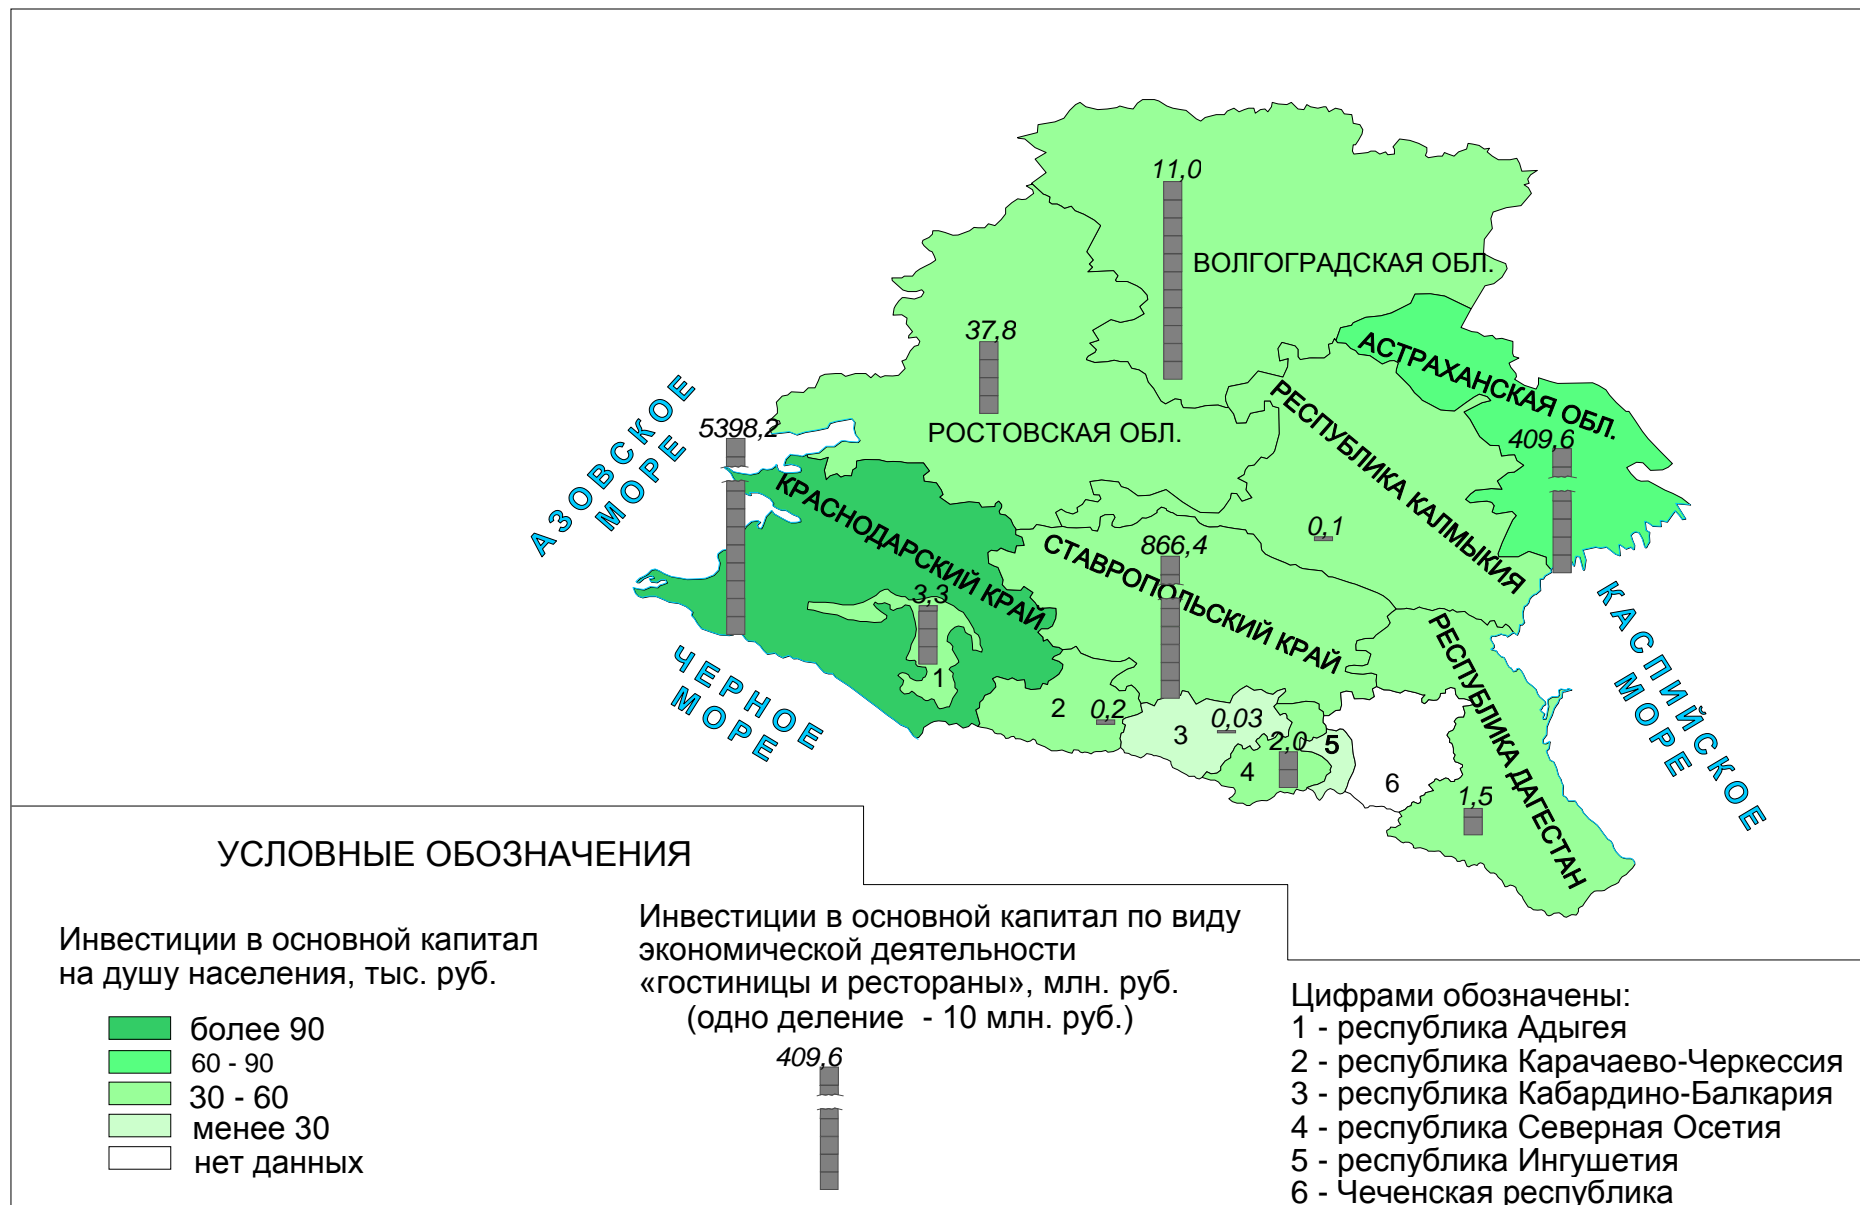 11,0
ВОЛГОГРАДСКАЯ ОБЛ.
37,8
РОСТОВСКАЯ ОБЛ.
АСТРАХАНСКАЯ ОБЛ.
409,6
РЕСПУБЛИКА КАЛМЫКИЯ
0,1
АЗОВСКОЕ
МОРЕ
5398,2
КРАСНОДАРСКИЙ КРАЙ
3,3
1
СТАВРОПОЛЬСКИЙ КРАЙ
866,4
ЧЕРНОЕ
МОРЕ
2
0,2
3
0,03
4
2,0
5
6
РЕСПУБЛИКА ДАГЕСТАН
1,5
КАСПИЙСКОЕ
МОРЕ
УСЛОВНЫЕ ОБОЗНАЧЕНИЯ
Инвестиции в основной капитал
на душу населения, тыс. руб.
более 90
60 - 90
30 - 60
менее 30
нет данных
Инвестиции в основной капитал по виду
экономической деятельности
«гостиницы и рестораны», млн. руб.
(одно деление - 10 млн. руб.)
409,6
Цифрами обозначены:
1 - республика Адыгея
2 - республика Карачаево-Черкессия
3 - республика Кабардино-Балкария
4 - республика Северная Осетия
5 - республика Ингушетия
6 - Чеченская республика